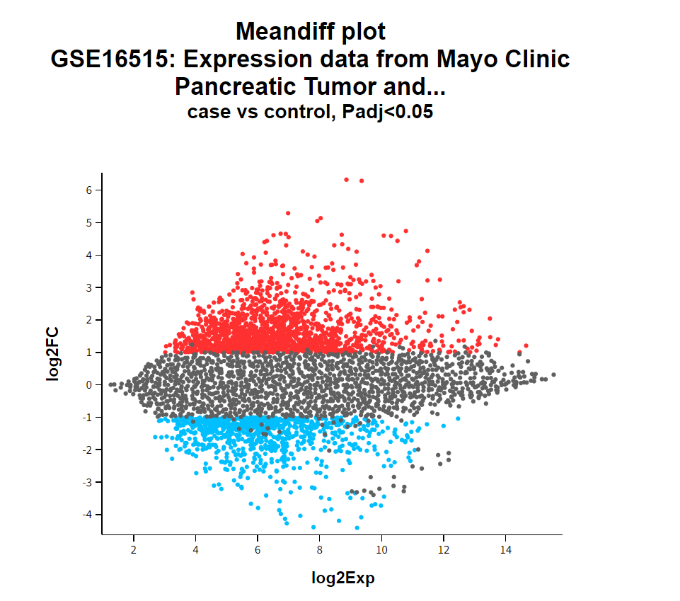 Meandiff plot
GSE16515: Expression data from Mayo Clinic
Pancreatic Tumor and...
case vs control, Padj<0.05
6
5
4
3
2
1
0
-1
-2
-3
-4
log2FC
2 4 6 8 10 12 14
log2Exp